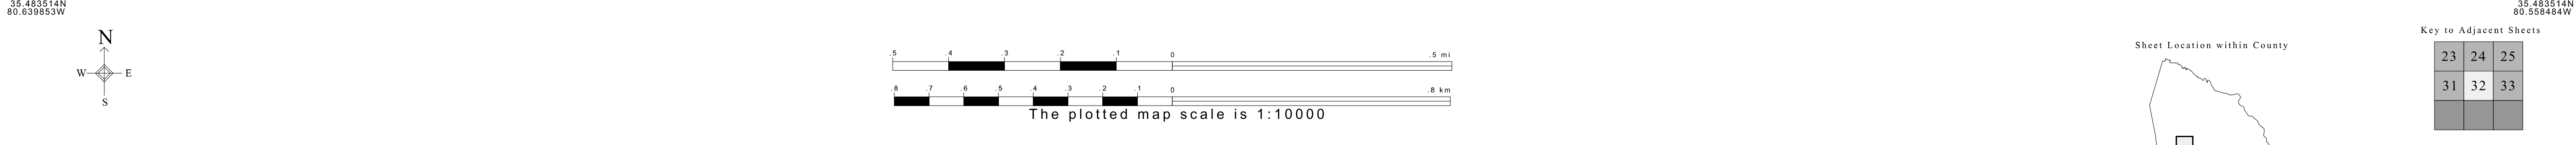 35.483514N
80.639853W
35.483514N
80.558484W
N
W E
S
.5 .4 .3 .2 .1 0 .5 mi
.8 .7 .6 .5 .4 .3 .2 .1 0 .8 km
The plotted map scale is 1:10000
Sheet Location within County
Key to Adjacent Sheets
23 24 25
31 32 33